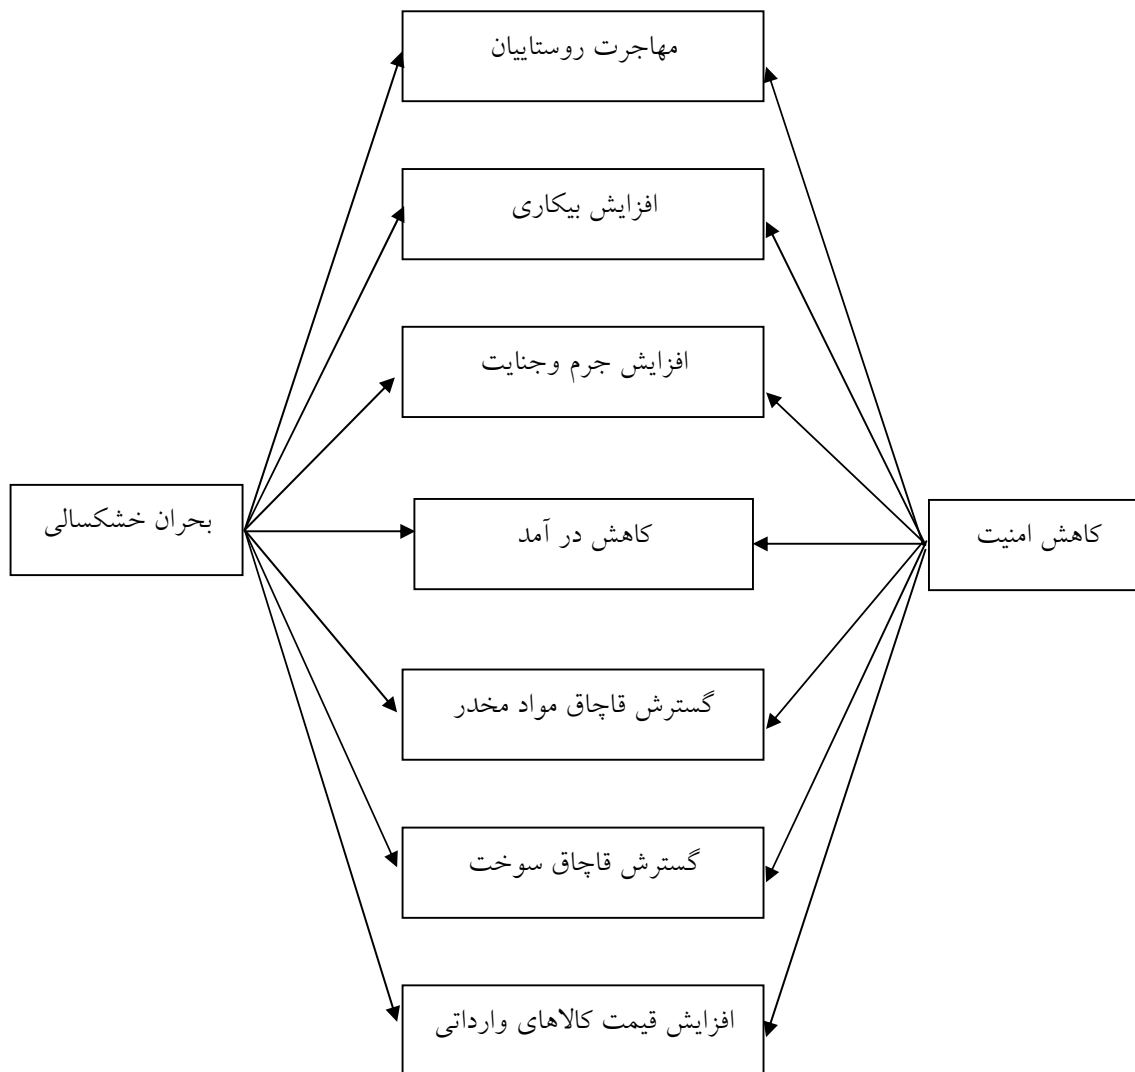 مهاجرت روستاییان
افزایش بیکاری
افزایش جرم وجنایت
بحران خشکسالی
کاهش در آمد
کاهش امنیت
گسترش قاچاق مواد مخدر
گسترش قاچاق سوخت
افزایش قیمت کالاهای وارداتی